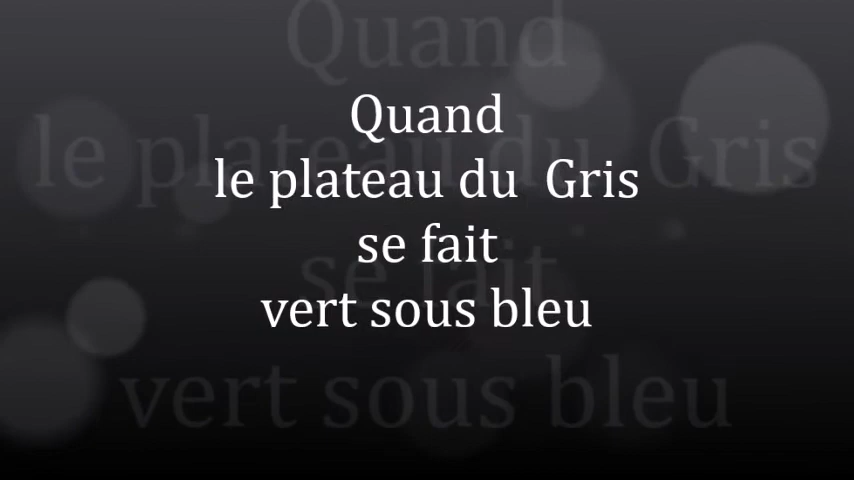 Quand
le plateau du  Gris
se fait
vert sous bleu